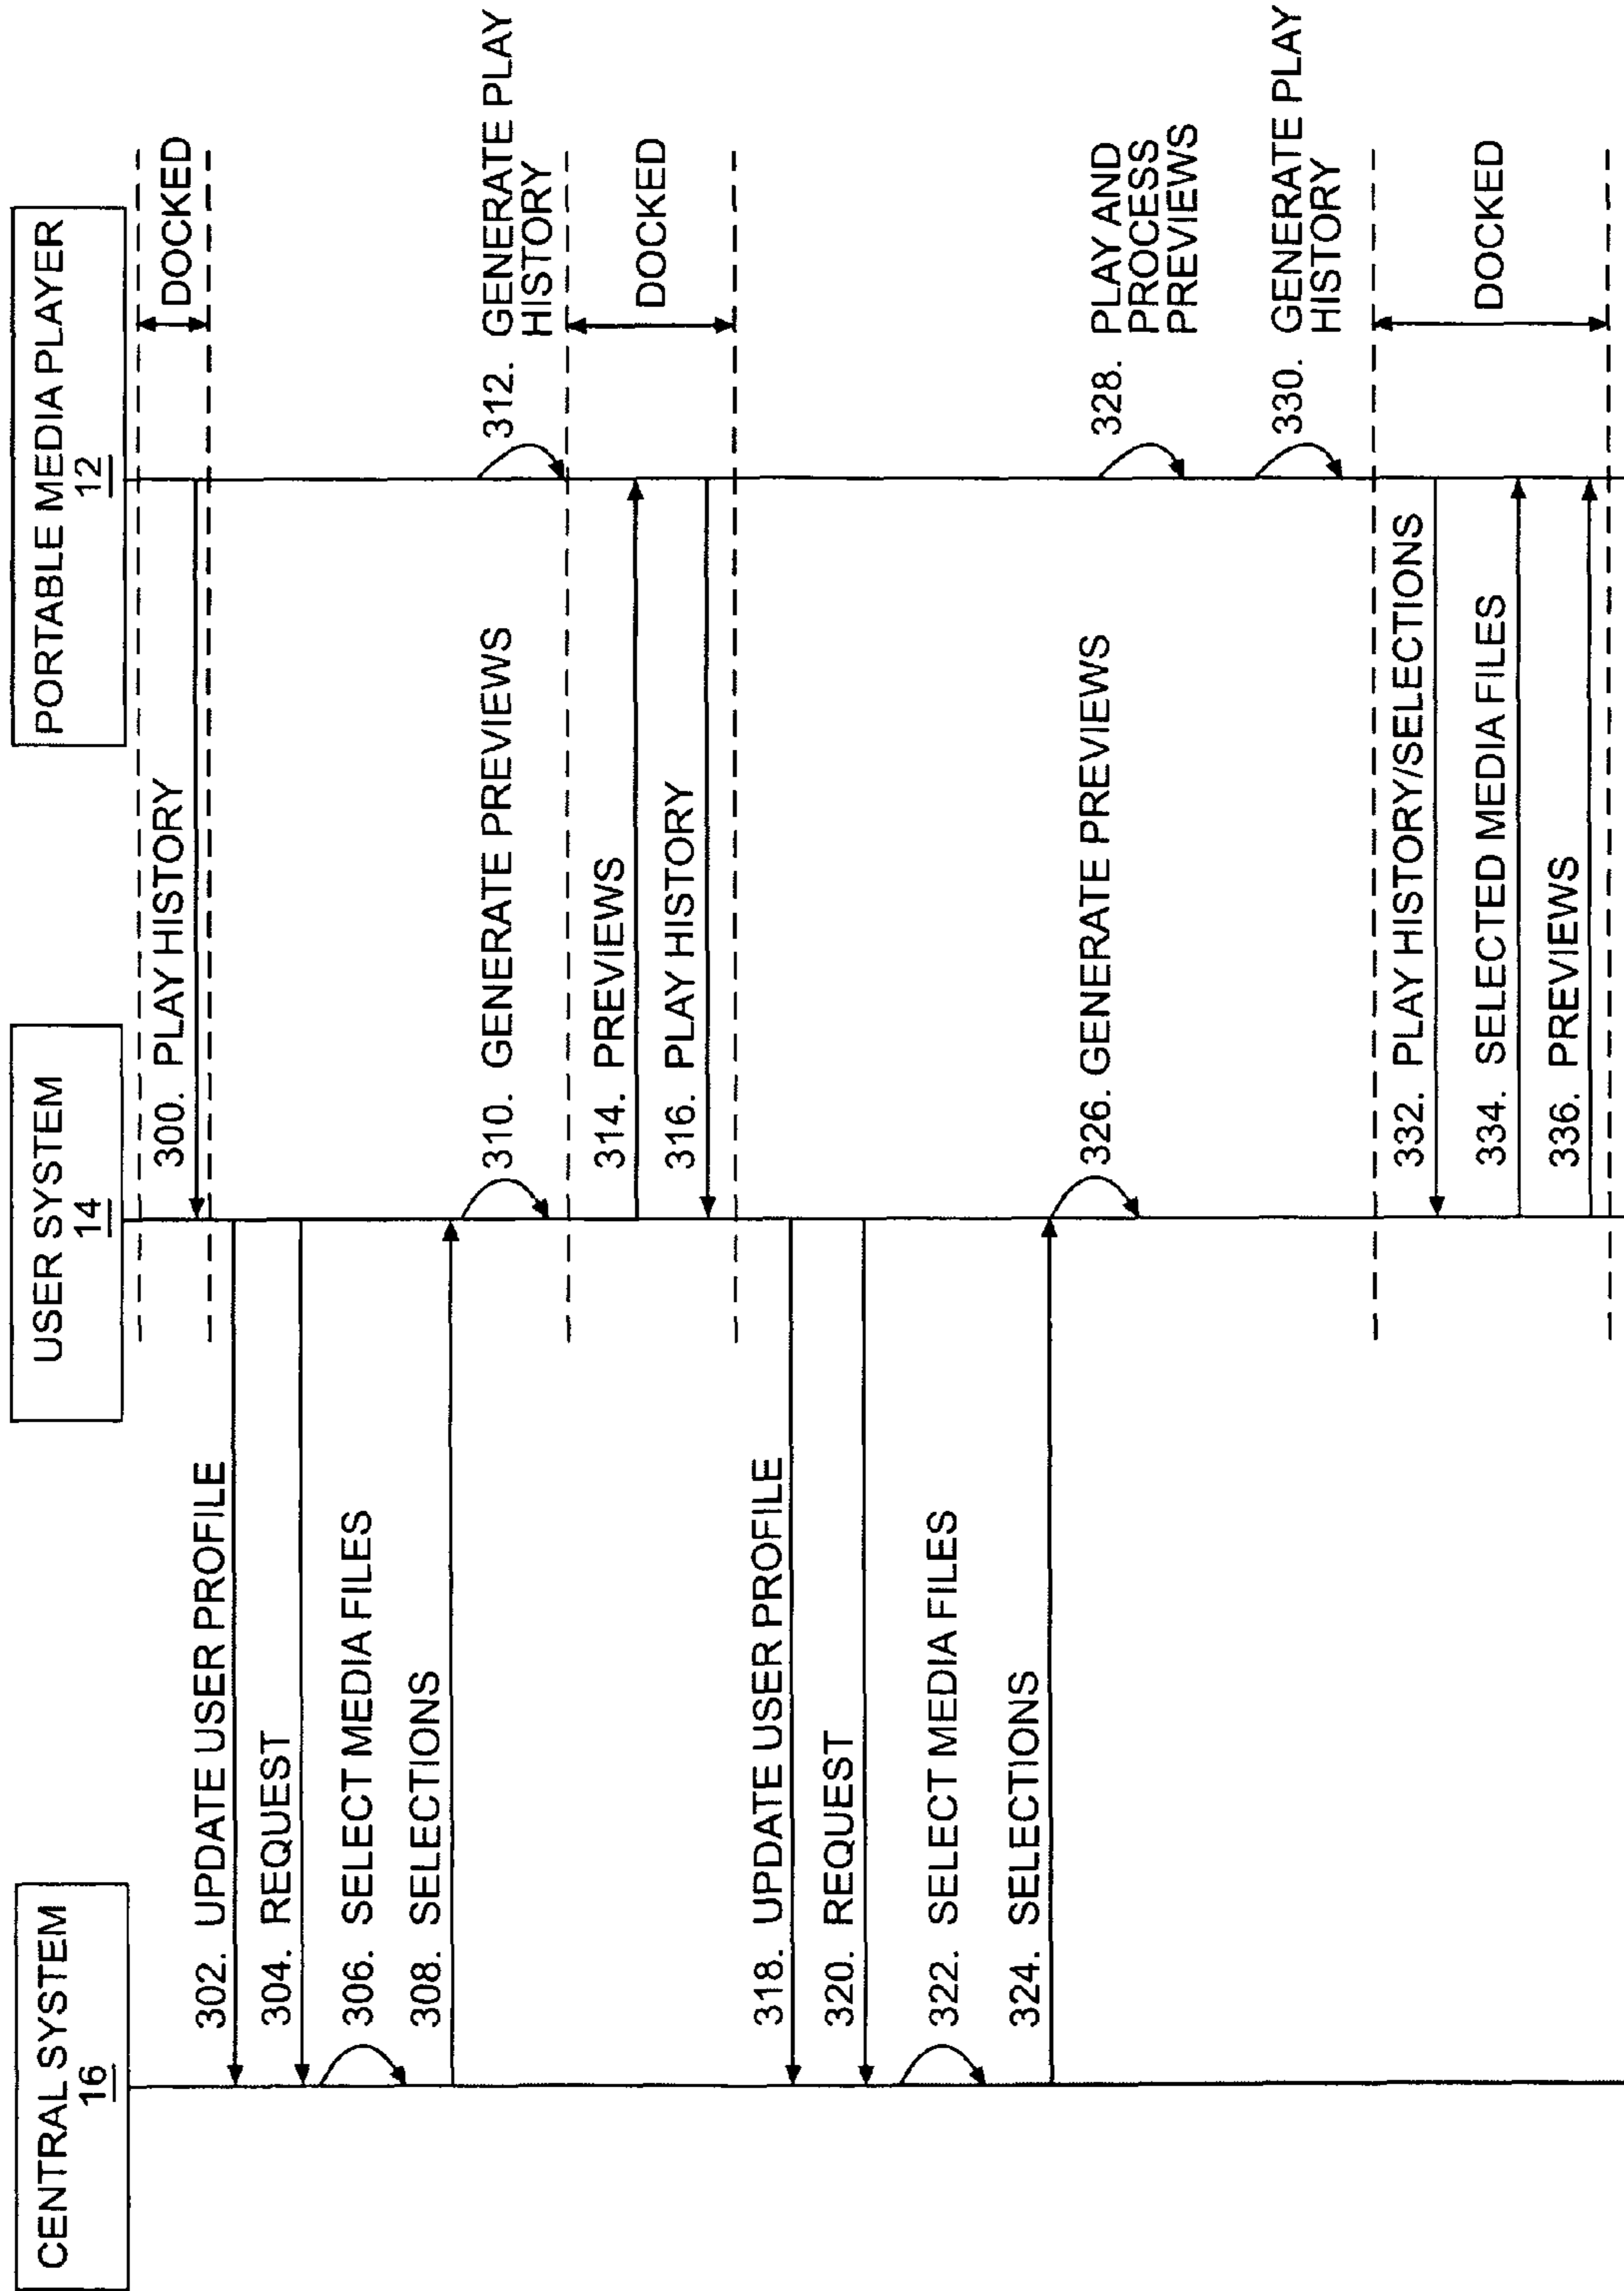 CENTRAL SYSTEM
16
USER SYSTEM
14
PORTABLE MEDIA PLAYER
12
DOCKED
300. PLAY HISTORY
302. UPDATE USER PROFILE
304. REQUEST
306. SELECT MEDIA FILES
308. SELECTIONS
310. GENERATE PREVIEWS
312. GENERATE PLAY
HISTORY
DOCKED
314. PREVIEWS
316. PLAY HISTORY
318. UPDATE USER PROFILE
320. REQUEST
322. SELECT MEDIA FILES
324. SELECTIONS
326. GENERATE PREVIEWS
328. PLAY AND
PROCESS
PREVIEWS
330. GENERATE PLAY
HISTORY
DOCKED
332. PLAY HISTORY/SELECTIONS
334. SELECTED MEDIA FILES
336. PREVIEWS